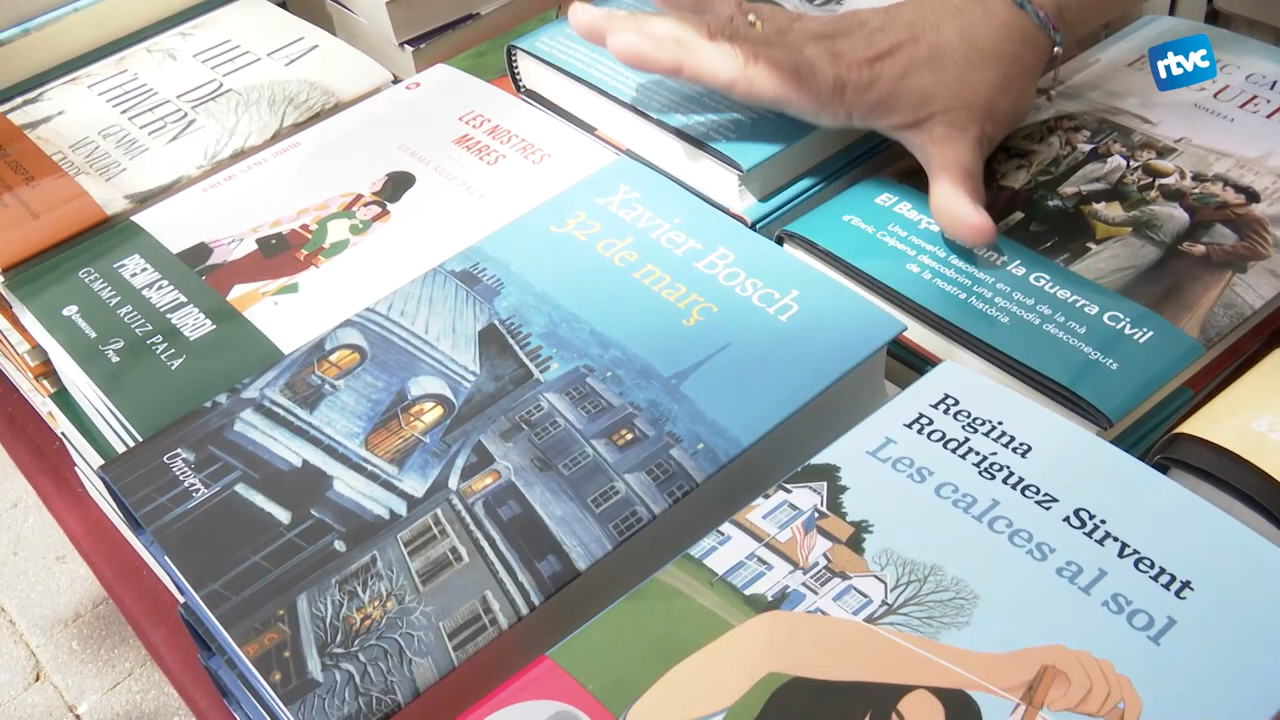 rtvc
LA
LLEI DE
L'HIVERN
GEMMA
VENTURA
LES NOSTRES
MARES
GEMMA RUIZ PALÀ
PREMI SANT JORDI
PREMI SANT JORDI
GEMMA RUIZ PALÀ
ÒMNIUM
Proa
Xavier Bosch
32 de març
Univers
NOVEL·LA
El Barça
la Guerra Civil
Una novel·la fascinant en què de la mà
d'Enric Calpena descobrim uns episodis desconeguts
de la nostra història.
Regina
Rodríguez Sirvent
Les calces al sol